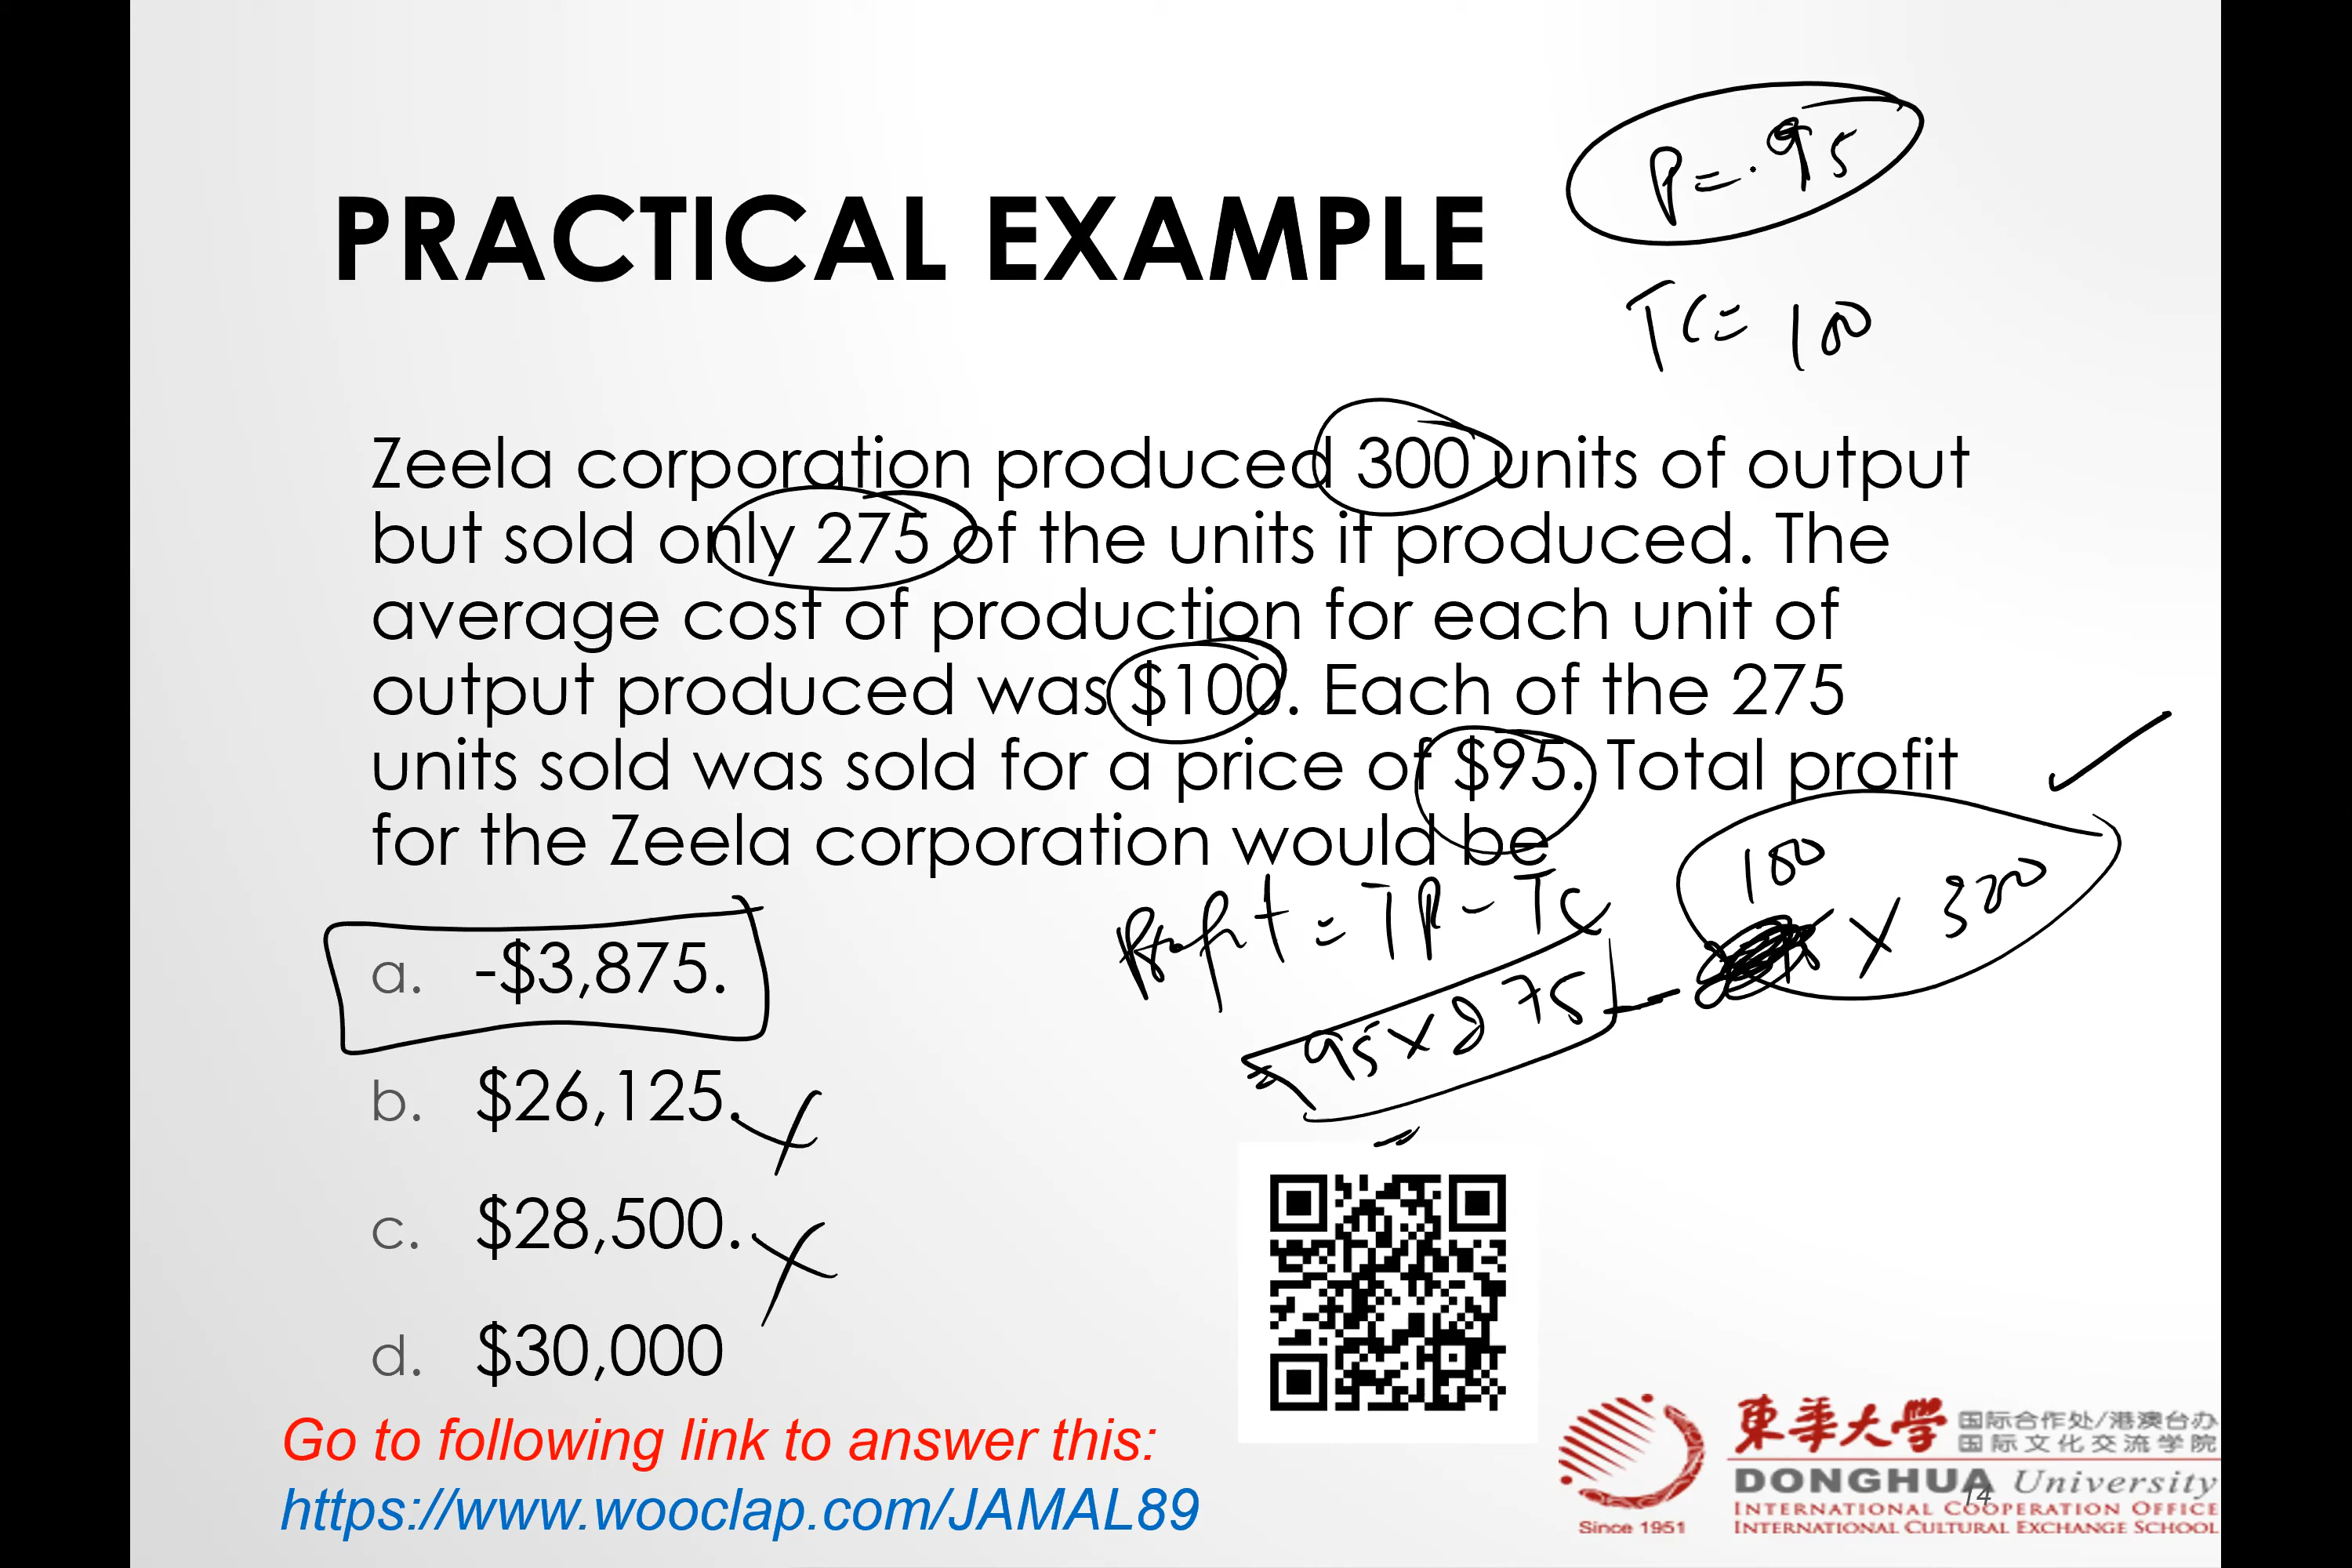 P = .95
PRACTICAL EXAMPLE
TC = 100
Zeela corporation produced 300 units of output
but sold only 275 of the units it produced. The
average cost of production for each unit of
output produced was $100. Each of the 275
units sold was sold for a price of $95. Total profit
for the Zeela corporation would be
Profit = TR - TC
100 × 300
= 95 × 275 -
a. -$3,875.
b. $26,125.
c. $28,500.
d. $30,000
Go to following link to answer this:
https://www.wooclap.com/JAMAL89
東華大學
国际合作处/港澳台办
国际文化交流学院
DONGHUA University
14
INTERNATIONAL COOPERATION OFFICE
INTERNATIONAL CULTURAL EXCHANGE SCHOOL
Since 1951